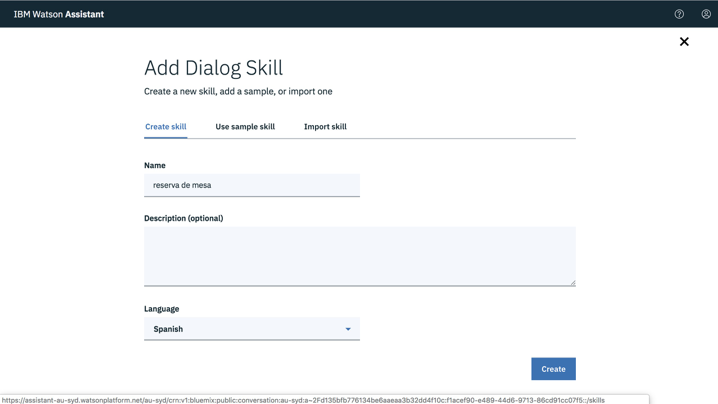 IBM Watson Assistant
Add Dialog Skill
Create a new skill, add a sample, or import one
Create skill
Use sample skill
Import skill
Name
reserva de mesa
Description (optional)
Language
Spanish
Create
https://assistant-au-syd.watsonplatform.net/au-syd/crn:v1:bluemix:public:conversation:au-syd:a~2Fd135bfb776134be6aaeaa3b32dd4f10c:f1acef90-e489-44d6-9713-86cd91cc07f5::/skills